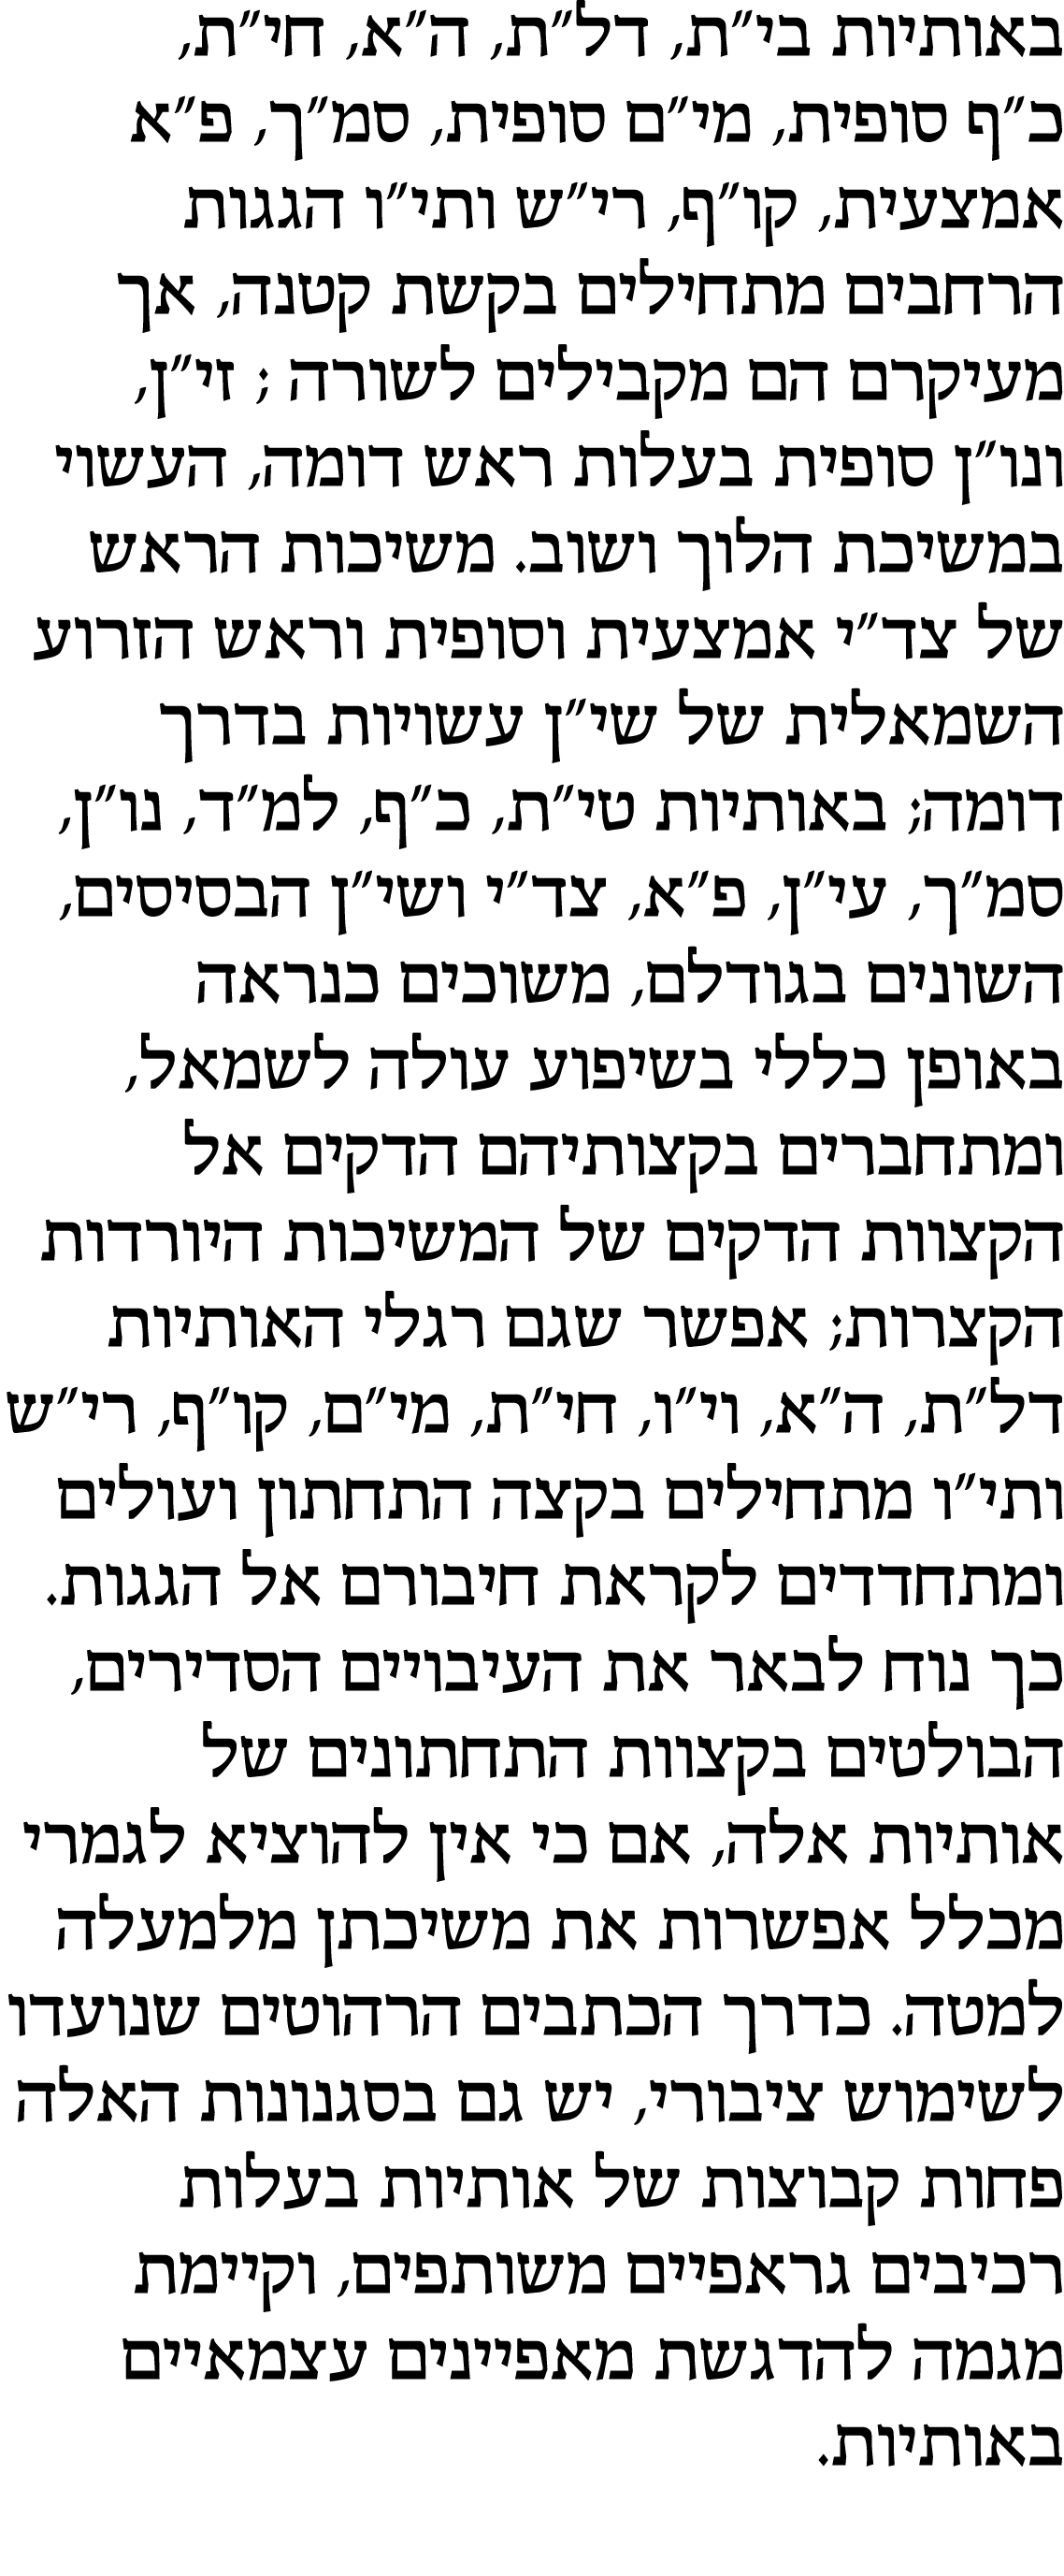 באותיות בי״ת, דל״ת, ה״א, חי״ת,
כ״ף סופית, מי״ם סופית, סמ״ך, פ״א
אמצעית, קו״ף, רי״ש ותי״ו הגגות
הרחבים מתחילים בקשת קטנה, אך
מעיקרם הם מקבילים לשורה ; זי״ן,
ונו״ן סופית בעלות ראש דומה, העשוי
במשיכת הלוך ושוב. משיכות הראש
של צד״י אמצעית וסופית וראש הזרוע
השמאלית של שי״ן עשויות בדרך
דומה; באותיות טי״ת, כ״ף, למ״ד, נו״ן,
סמ״ך, עי״ן, פ״א, צד״י ושי״ן הבסיסים,
השונים בגודלם, משוכים כנראה
באופן כללי בשיפוע עולה לשמאל,
ומתחברים בקצותיהם הדקים אל
הקצוות הדקים של המשיכות היורדות
הקצרות; אפשר שגם רגלי האותיות
דל״ת, ה״א, וי״ו, חי״ת, מי״ם, קו״ף, רי״ש
ותי״ו מתחילים בקצה התחתון ועולים
ומתחדדים לקראת חיבורם אל הגגות.
כך נוח לבאר את העיבויים הסדירים,
הבולטים בקצוות התחתונים של
אותיות אלה, אם כי אין להוציא לגמרי
מכלל אפשרות את משיכתן מלמעלה
למטה. כדרך הכתבים הרהוטים שנועדו
לשימוש ציבורי, יש גם בסגנונות האלה
פחות קבוצות של אותיות בעלות
רכיבים גראפיים משותפים, וקיימת
מגמה להדגשת מאפיינים עצמאיים
באותיות.